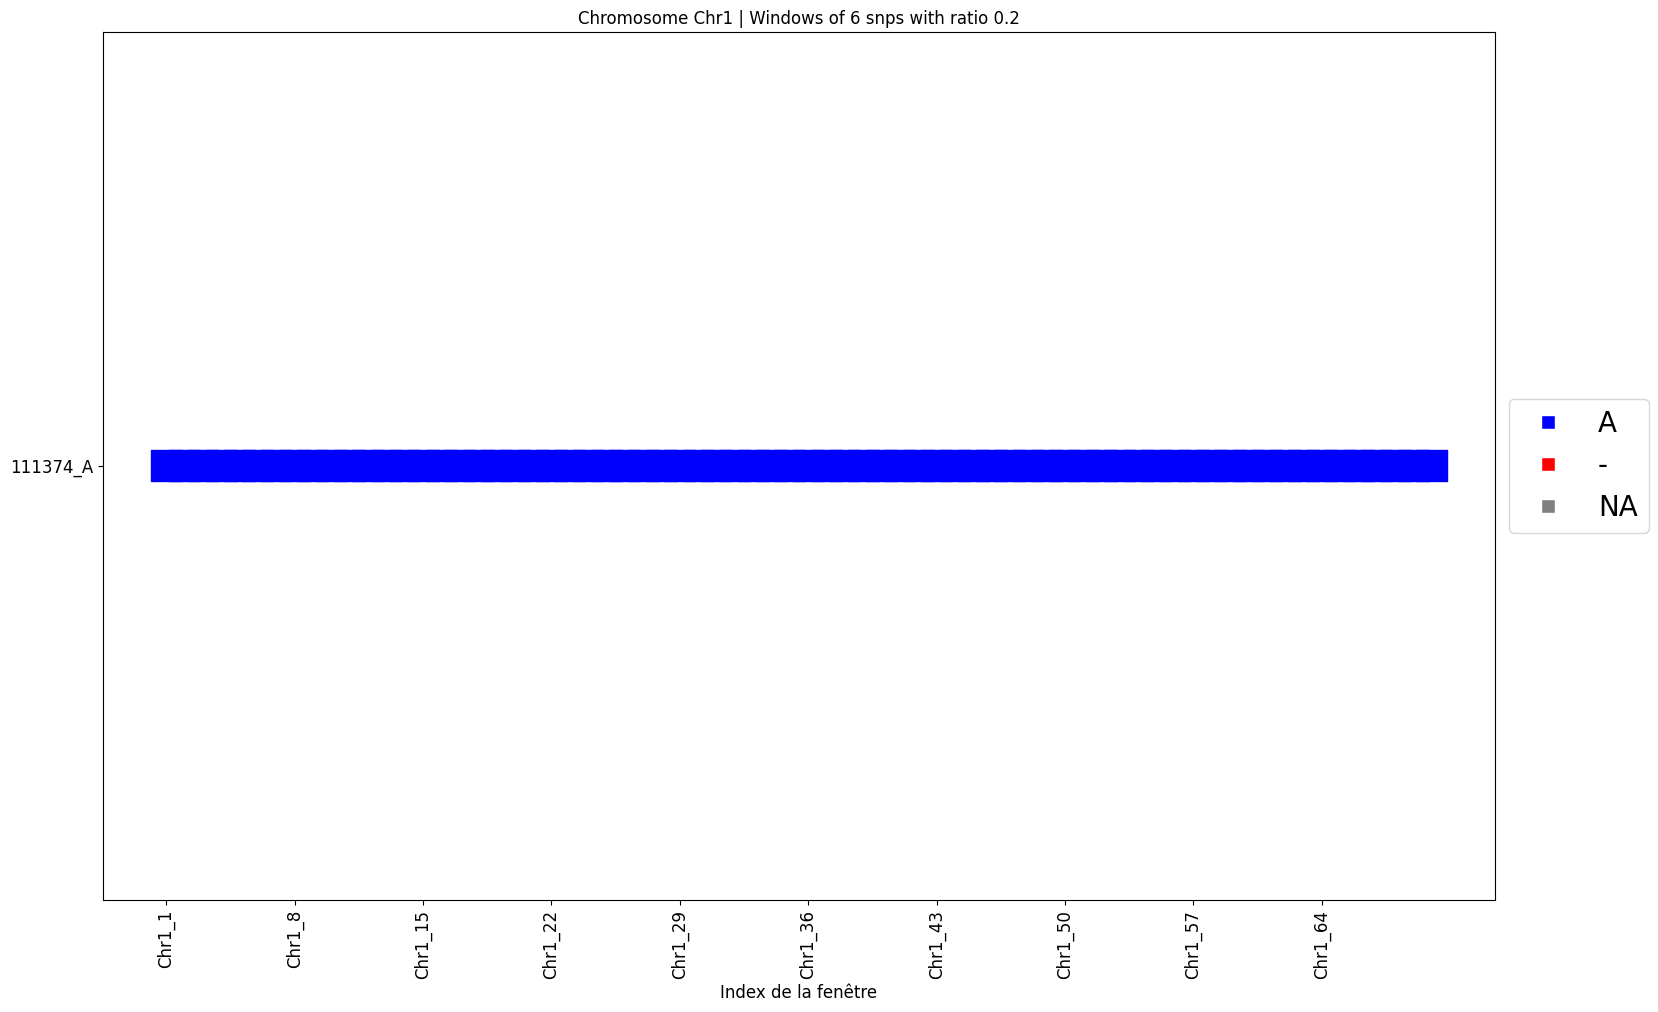 Chromosome Chr1 | Windows of 6 snps with ratio 0.2
111374_A
A
-
NA
Chr1_1
Chr1_8
Chr1_15
Chr1_22
Chr1_29
Chr1_36
Chr1_43
Chr1_50
Chr1_57
Chr1_64
Index de la fenêtre